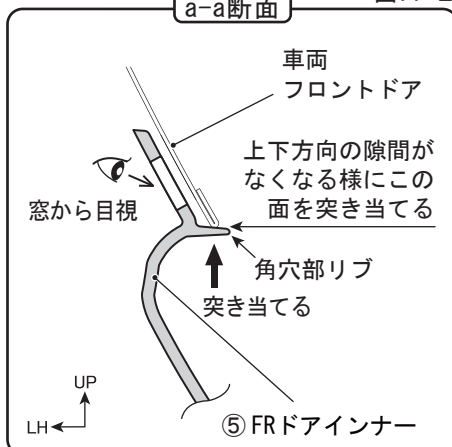 a-a断面
車両
フロントドア
上下方向の隙間が
なくなる様にこの
面を突き当てる
窓から目視
角穴部リブ
突き当てる
UP
LH
⑤FRドアインナー